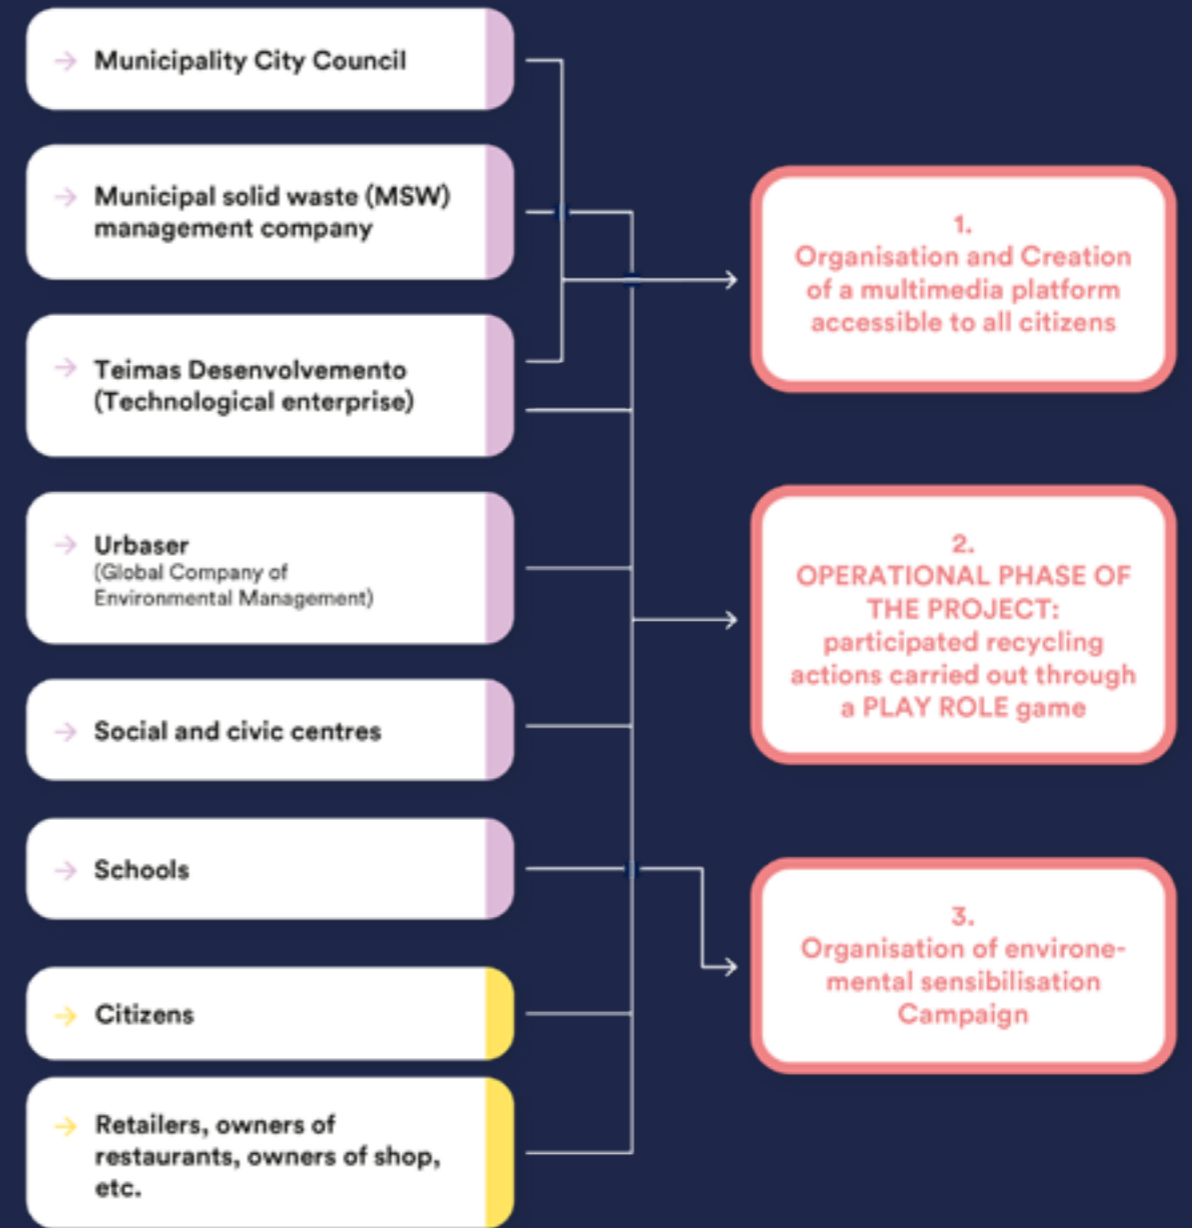 Municipality City Council
Municipal solid waste (MSW)
management company
Teimas Desenvolvemento
(Technological enterprise)
Urbaser
(Global Company of
Environmental Management)
Social and civic centres
Schools
Citizens
Retailers, owners of
restaurants, owners of shop,
etc.
1.
Organisation and Creation
of a multimedia platform
accessible to all citizens
2.
OPERATIONAL PHASE OF
THE PROJECT:
participated recycling
actions carried out through
a PLAY ROLE game
3.
Organisation of environe-
mental sensibilisation
Campaign